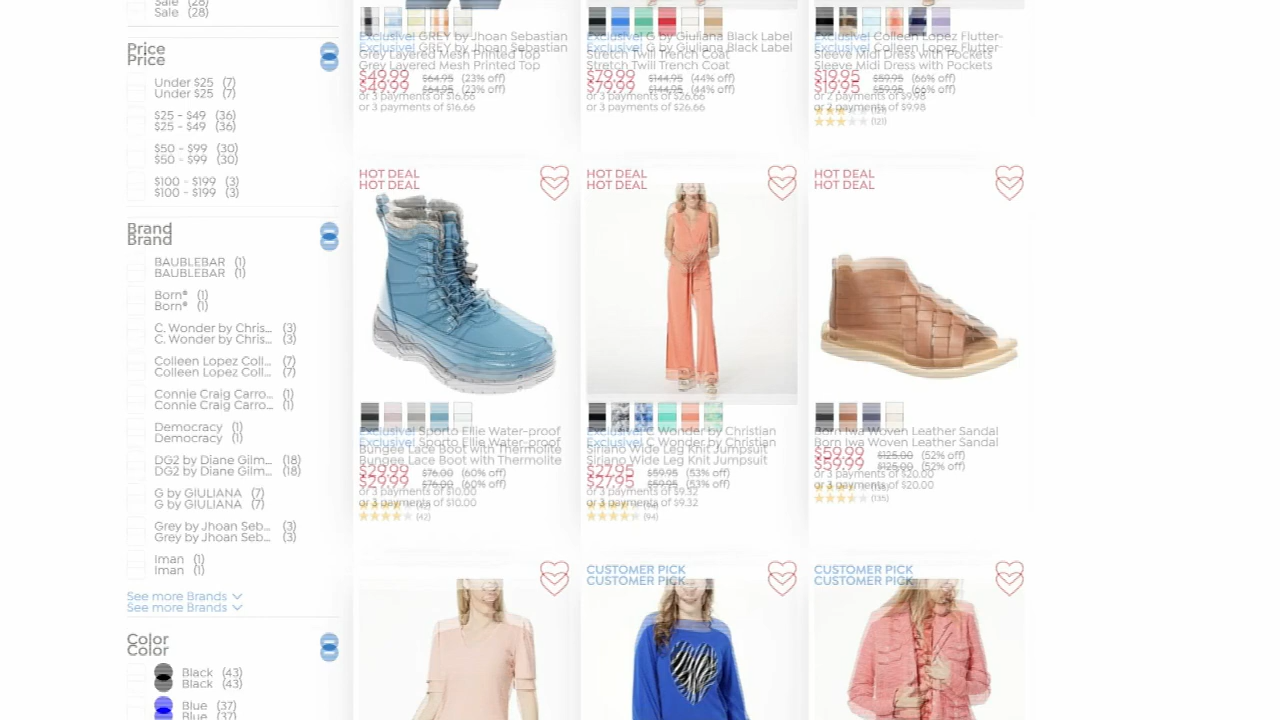 Sale (28)
Price
Under $25 (7)
$25 - $49 (36)
$50 - $99 (30)
$100 - $199 (3)
Brand
BAUBLEBAR (1)
Born® (1)
C. Wonder by Chris... (3)
Colleen Lopez Coll... (7)
Connie Craig Carro... (1)
Democracy (1)
DG2 by Diane Gilm... (18)
G by GIULIANA (7)
Grey by Jhoan Seb... (3)
Iman (1)
See more Brands
Color
Black (43)
Blue (37)
Exclusive! GREY by Jhoan Sebastian
Grey Layered Mesh Printed Top
$49.99 $64.95 (23% off)
or 3 payments of $16.66
Exclusive! G by Giuliana Black Label
Stretch Twill Trench Coat
$79.99 $144.95 (44% off)
or 3 payments of $26.66
Exclusive! Colleen Lopez Flutter-
Sleeve Midi Dress with Pockets
$19.95 $59.95 (66% off)
or 2 payments of $9.98
(121)
HOT DEAL
Exclusive! Sporto Ellie Water-proof
Bungee Lace Boot with Thermolite
$29.99 $76.00 (60% off)
or 3 payments of $10.00
(42)
HOT DEAL
Exclusive! C Wonder by Christian
Siriano Wide Leg Knit Jumpsuit
$27.95 $59.95 (53% off)
or 3 payments of $9.32
(94)
HOT DEAL
Born Iwa Woven Leather Sandal
$59.99 $125.00 (52% off)
or 3 payments of $20.00
(135)
CUSTOMER PICK
CUSTOMER PICK